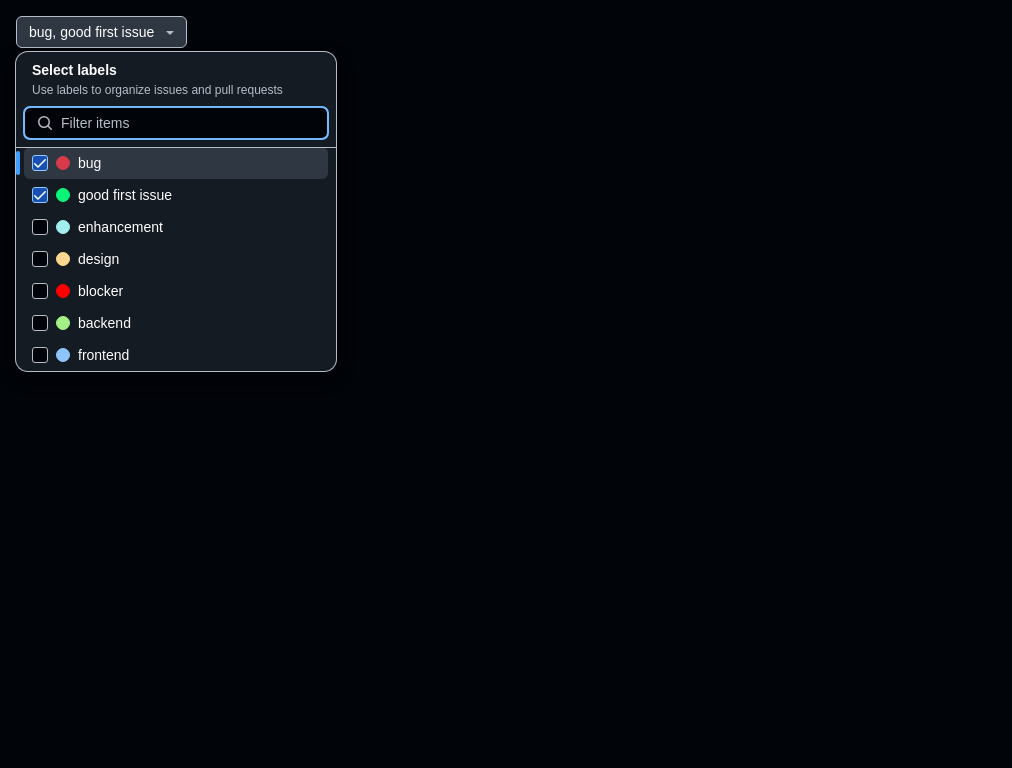 bug, good first issue
Select labels
Use labels to organize issues and pull requests
Filter items
bug
good first issue
enhancement
design
blocker
backend
frontend